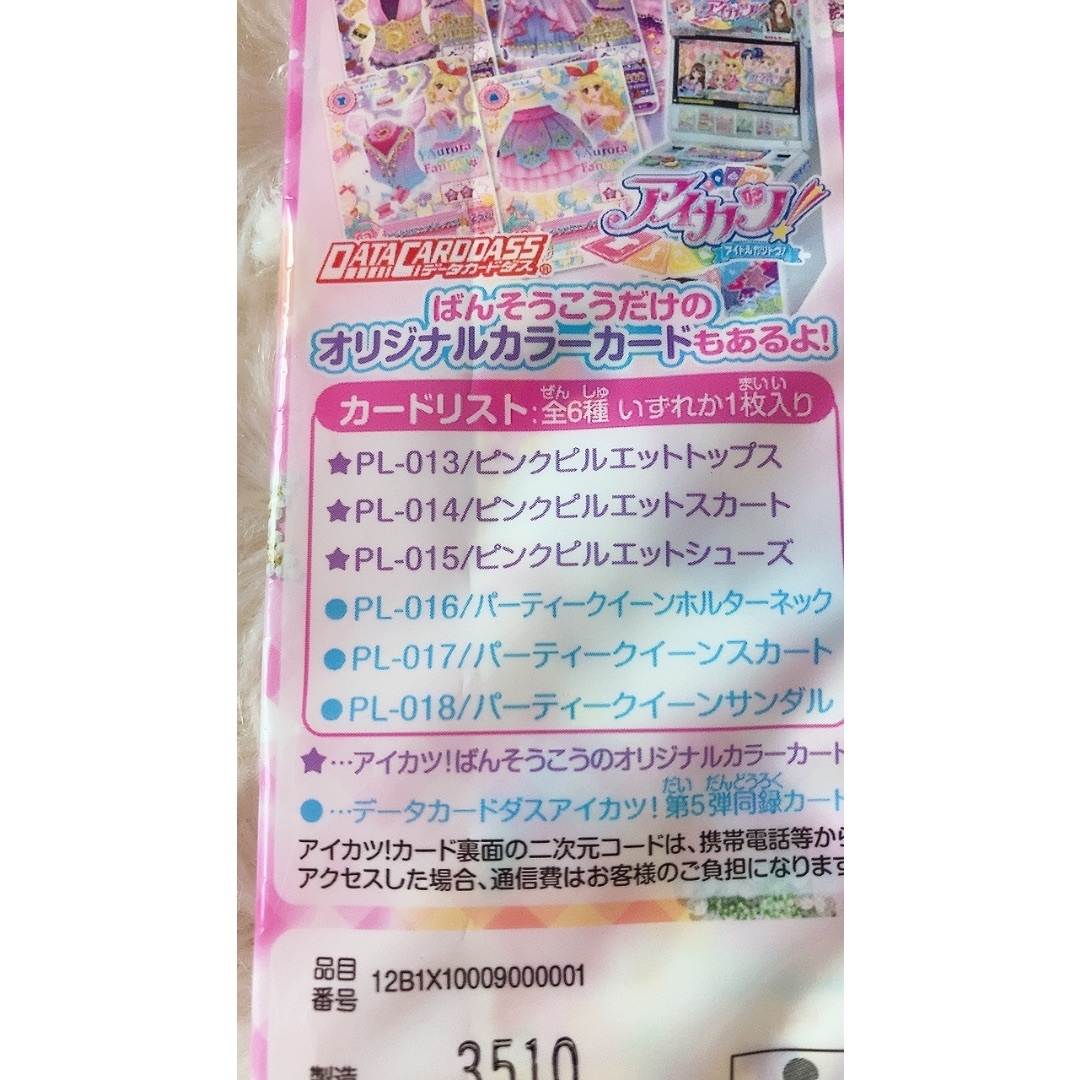 Aurora
Fantasy
Aurora
Fantasy
アイカツ!
アイドルカツドウ!
DATA CARDDASS
データカードダス
ばんそうこうだけの
オリジナルカラーカードもあるよ!
カードリスト:全6種 いずれか1枚入り
ぜん しゅ まいい
★PL-013/ピンクピルエットトップス
★PL-014/ピンクピルエットスカート
★PL-015/ピンクピルエットシューズ
●PL-016/パーティークイーンホルターネック
●PL-017/パーティークイーンスカート
●PL-018/パーティークイーンサンダル
★…アイカツ!ばんそうこうのオリジナルカラーカード
だい だんどうろく
●…データカードダスアイカツ!第5弾同録カード
アイカツ!カード裏面の二次元コードは、携帯電話等から
アクセスした場合、通信費はお客様のご負担になります
品目
番号 12B1X10009000001
製造 3510